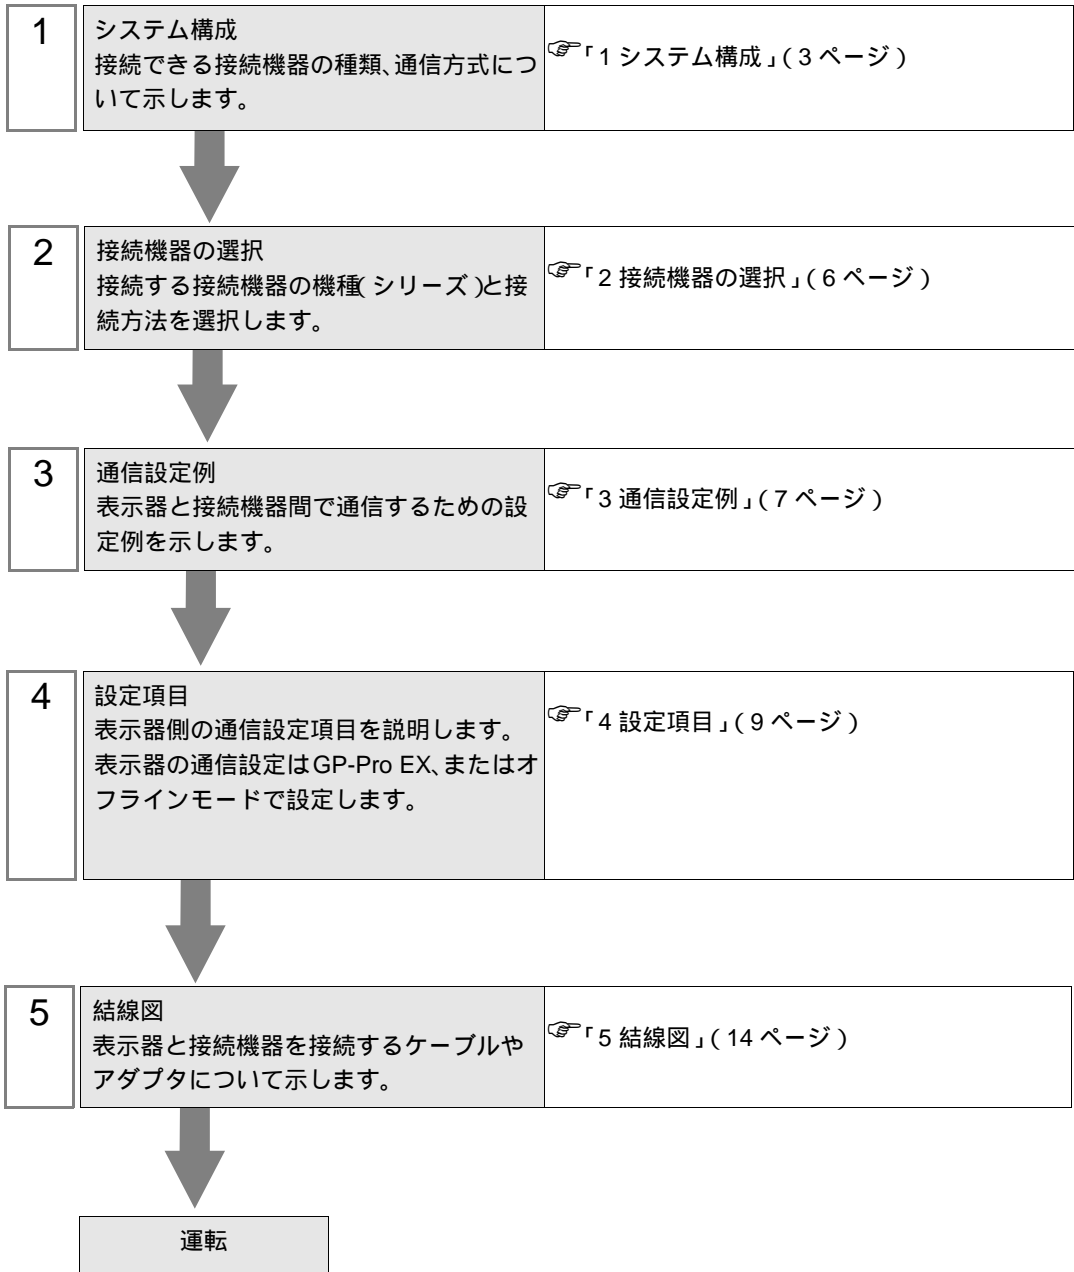 1
システム構成
接続できる接続機器の種類、通信方式につ
いて示します。
☞「1 システム構成」(3 ページ)
2
接続機器の選択
接続する接続機器の機種(シリーズ)と接
続方法を選択します。
☞「2 接続機器の選択」(6 ページ)
3
通信設定例
表示器と接続機器間で通信するための設
定例を示します。
☞「3 通信設定例」(7 ページ)
4
設定項目
表示器側の通信設定項目を説明します。
表示器の通信設定はGP-Pro EX、またはオ
フラインモードで設定します。
☞「4 設定項目」(9 ページ)
5
結線図
表示器と接続機器を接続するケーブルや
アダプタについて示します。
☞「5 結線図」(14 ページ)
運転